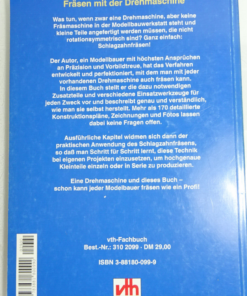 Fräsen mit der Drehmaschine
Was tun, wenn zwar eine Drehmaschine, aber keine
Fräsmaschine in der Modellbauwerkstatt steht und
kleine Teile angefertigt werden müssen, die nicht
rotationssymmetrisch sind? Ganz einfach:
Schlagzahnfräsen!
Der Autor, ein Modellbauer mit höchsten Ansprüchen
an Präzision und Vorbildtreue, hat das Verfahren
entwickelt und perfektioniert, mit dem man mit jeder
vorhandenen Drehmaschine auch fräsen kann.
In diesem Buch stellt er die dazu notwendigen
Zusatzteile und verschiedene Einsatzwerkzeuge für
jeden Zweck vor und beschreibt genau und verständlich,
wie man sie selbst herstellt. Mehr als 170 detaillierte
Konstruktionspläne, Zeichnungen und Fotos lassen
dabei keine Fragen offen.
Ausführliche Kapitel widmen sich dann der
praktischen Anwendung des Schlagzahnfräsens,
so daß man Schritt für Schritt lernt, diese Technik
bei eigenen Projekten einzusetzen, um hochgenaue
Kleinteile einzeln oder in Serie zu produzieren.
Eine Drehmaschine und dieses Buch –
schon kann jeder Modellbauer fräsen wie ein Profi!
vth-Fachbuch
Best.-Nr.: 310 2099 · DM 29,00
ISBN 3-88180-099-9
vth